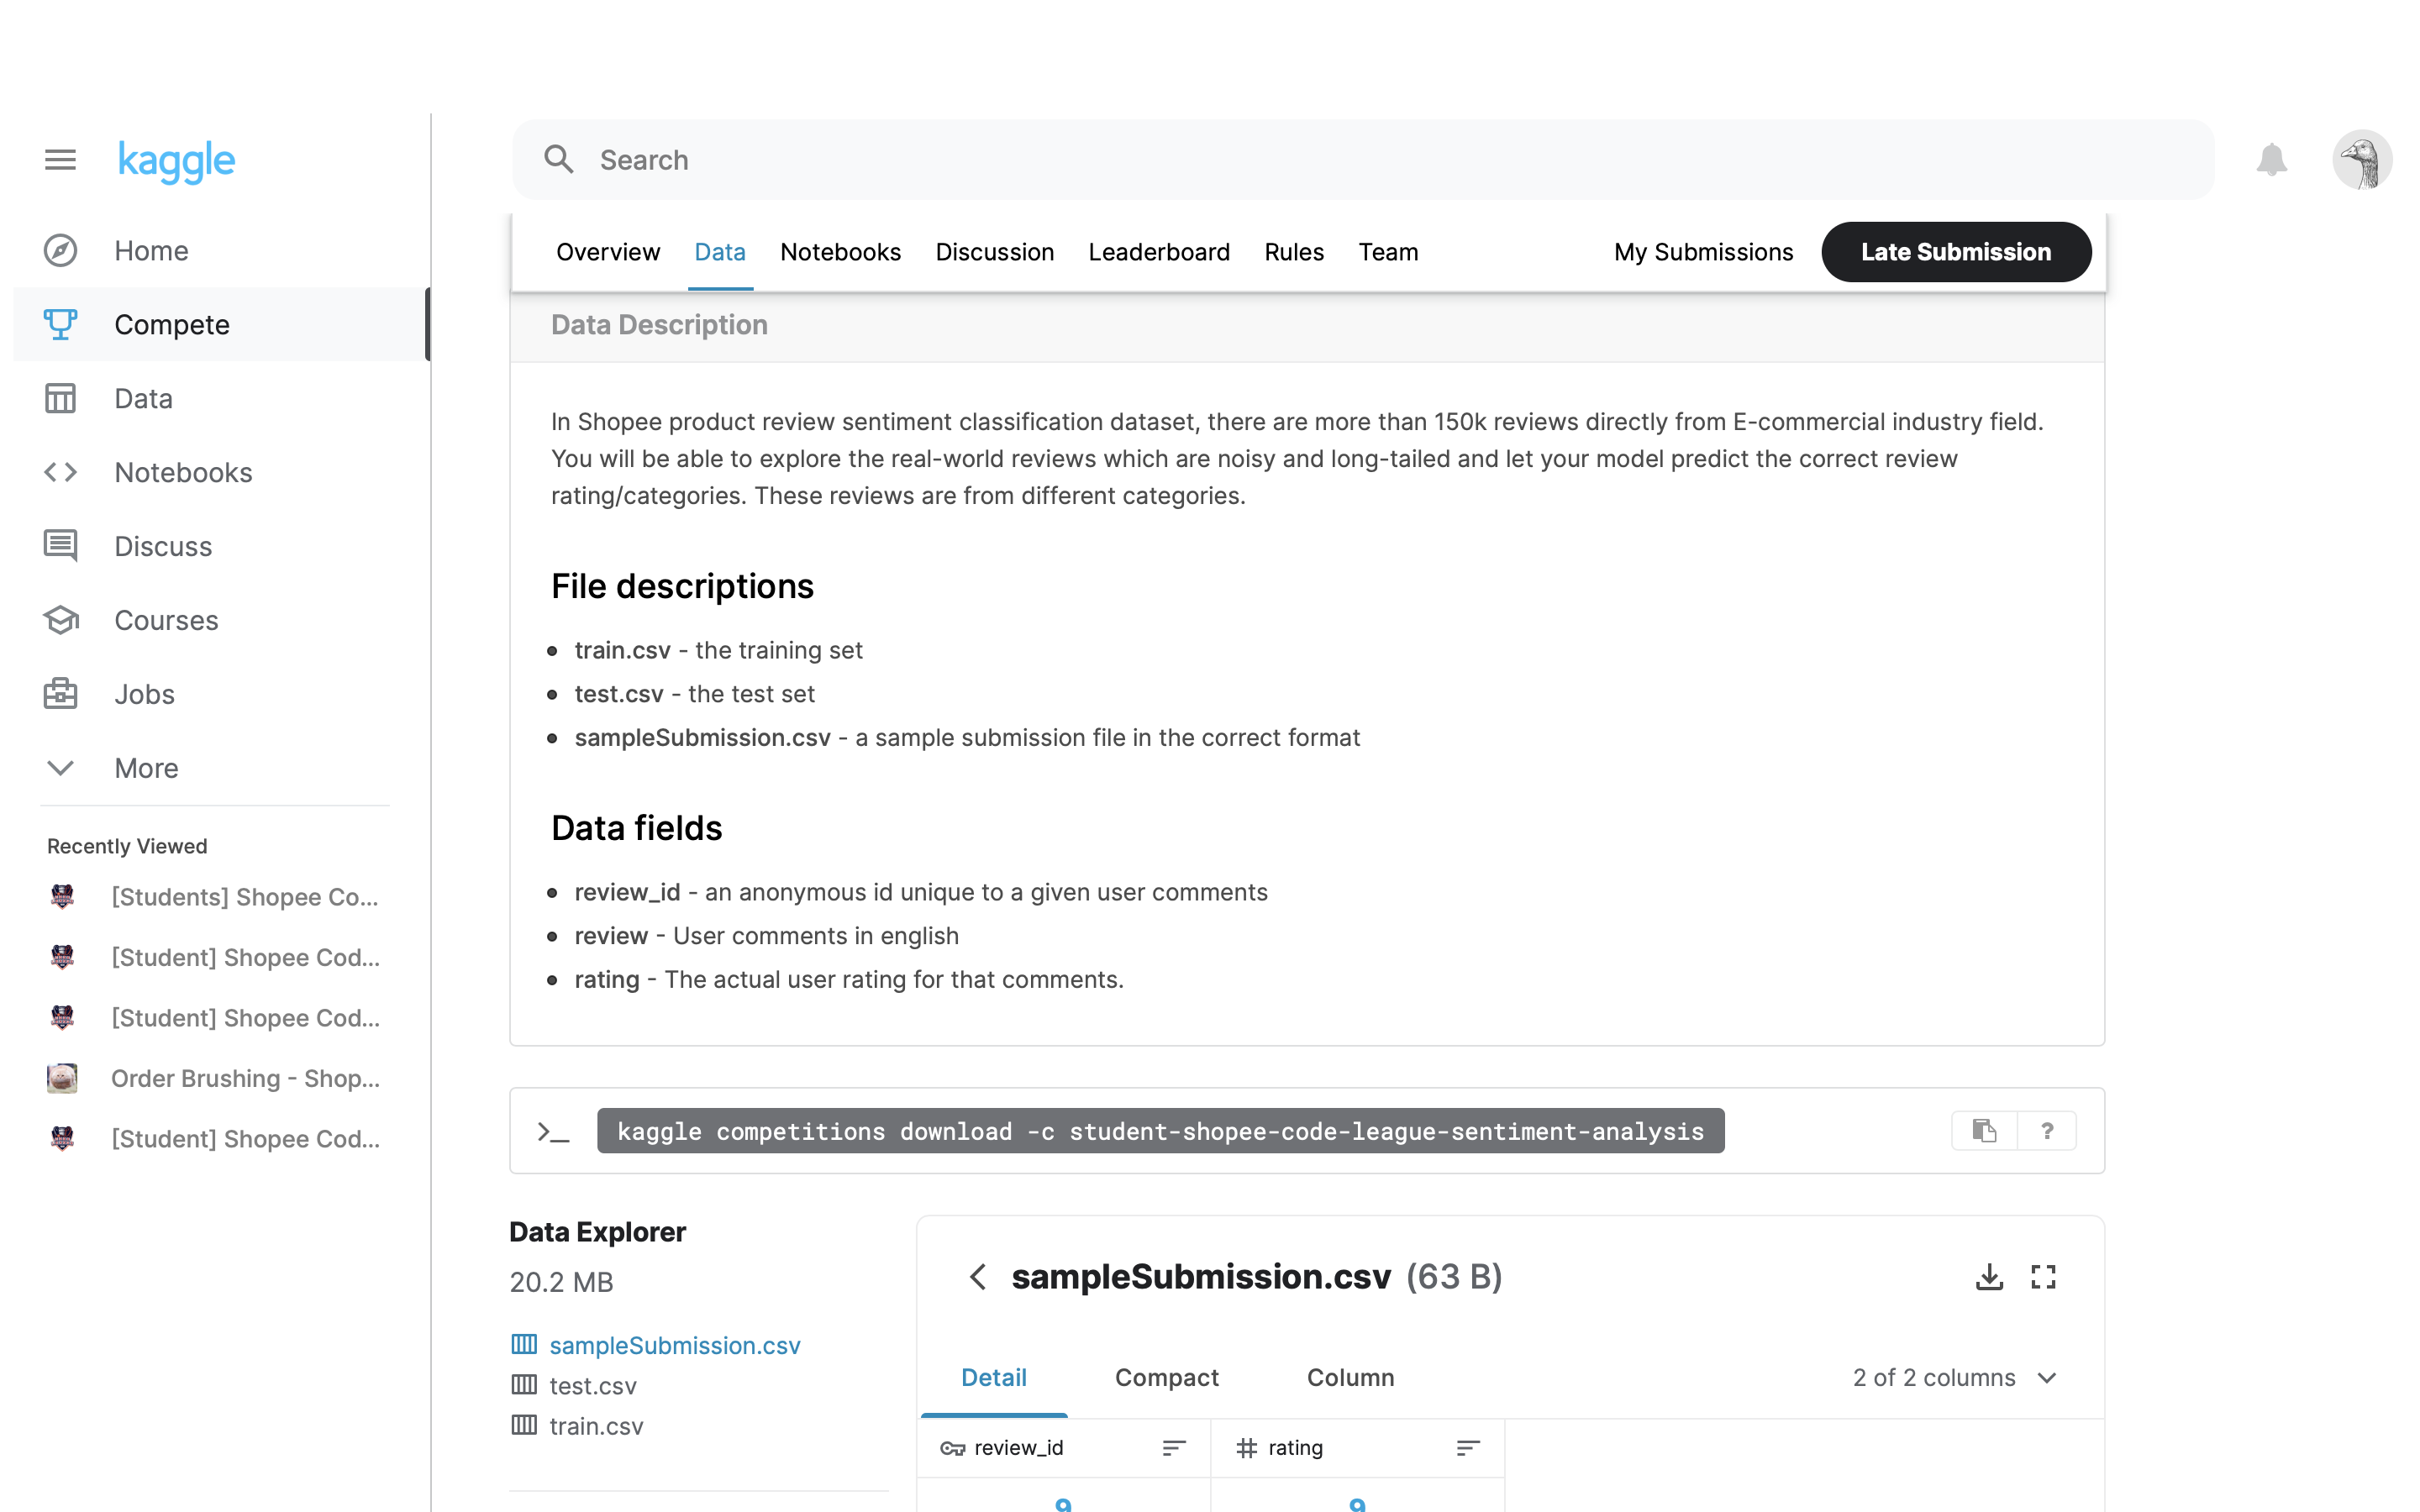 kaggle
Search
Home
Compete
Data
Notebooks
Discuss
Courses
Jobs
More
Recently Viewed
[Students] Shopee Co...
[Student] Shopee Cod...
[Student] Shopee Cod...
Order Brushing - Shop...
[Student] Shopee Cod...
Overview Data Notebooks Discussion Leaderboard Rules Team My Submissions Late Submission
Data Description
In Shopee product review sentiment classification dataset, there are more than 150k reviews directly from E-commercial industry field.
You will be able to explore the real-world reviews which are noisy and long-tailed and let your model predict the correct review
rating/categories. These reviews are from different categories.
File descriptions
• train.csv - the training set
• test.csv - the test set
• sampleSubmission.csv - a sample submission file in the correct format
Data fields
• review_id - an anonymous id unique to a given user comments
• review - User comments in english
• rating - The actual user rating for that comments.
>_ kaggle competitions download -c student-shopee-code-league-sentiment-analysis ?
Data Explorer
20.2 MB
sampleSubmission.csv
test.csv
train.csv
sampleSubmission.csv (63 B)
Detail Compact Column 2 of 2 columns
review_id # rating
9 9